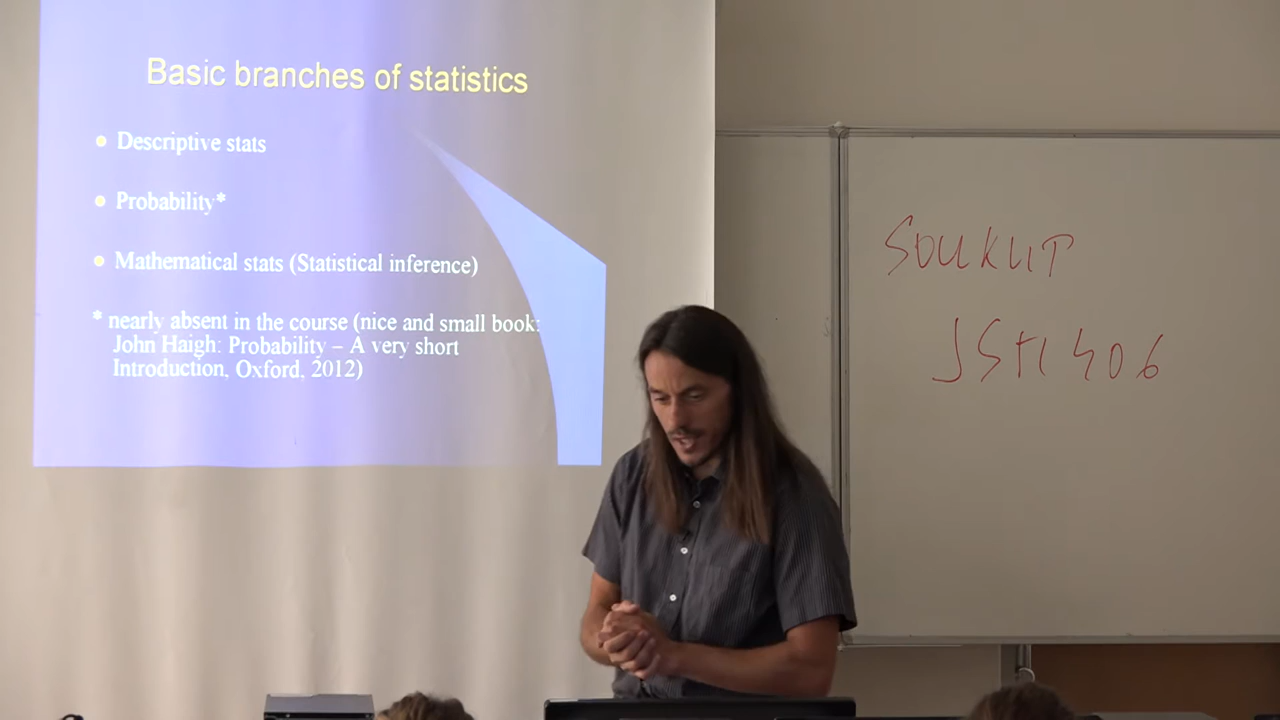 Basic branches of statistics
Descriptive stats
Probability*
Mathematical stats (Statistical inference)
* nearly absent in the course (nice and small book:
John Haigh: Probability – A very short
Introduction, Oxford, 2012)
SOUKUP
JSM406